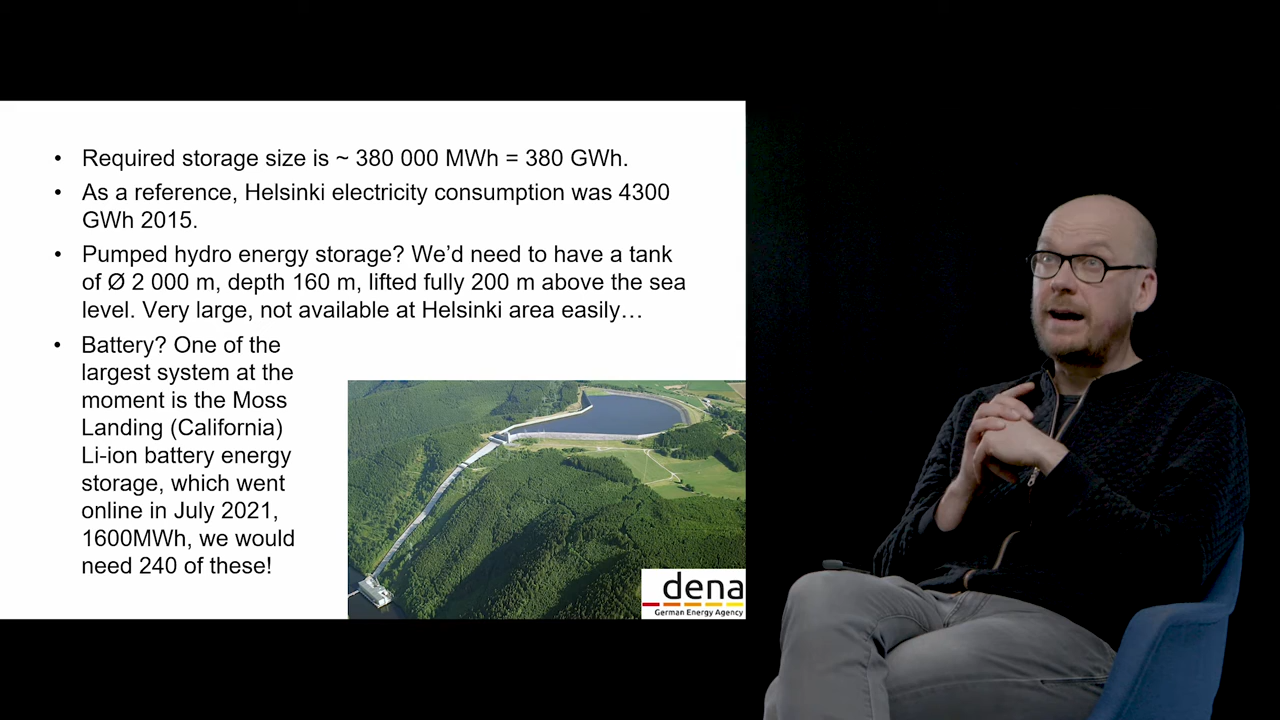 • Required storage size is ~ 380 000 MWh = 380 GWh.
• As a reference, Helsinki electricity consumption was 4300
GWh 2015.
• Pumped hydro energy storage? We’d need to have a tank
of Ø 2 000 m, depth 160 m, lifted fully 200 m above the sea
level. Very large, not available at Helsinki area easily…
• Battery? One of the
largest system at the
moment is the Moss
Landing (California)
Li-ion battery energy
storage, which went
online in July 2021,
1600MWh, we would
need 240 of these!
dena
German Energy Agency